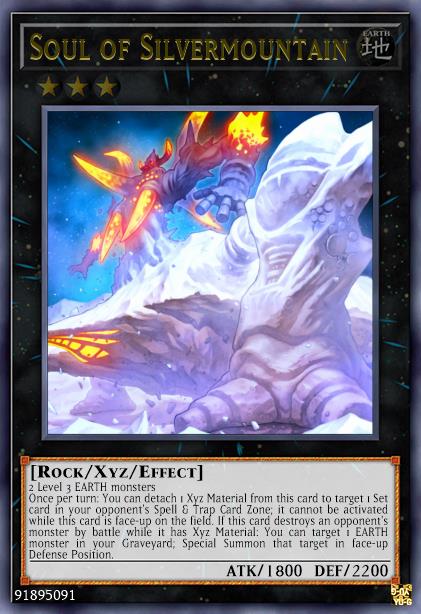 SOUL OF SILVERMOUNTAIN
EARTH
地
[ROCK/XYZ/EFFECT]
2 Level 3 EARTH monsters
Once per turn: You can detach 1 Xyz Material from this card to target 1 Set
card in your opponent's Spell & Trap Card Zone; it cannot be activated
while this card is face-up on the field. If this card destroys an opponent's
monster by battle while it has Xyz Material: You can target 1 EARTH
monster in your Graveyard; Special Summon that target in face-up
Defense Position.
ATK/1800 DEF/2200
91895091